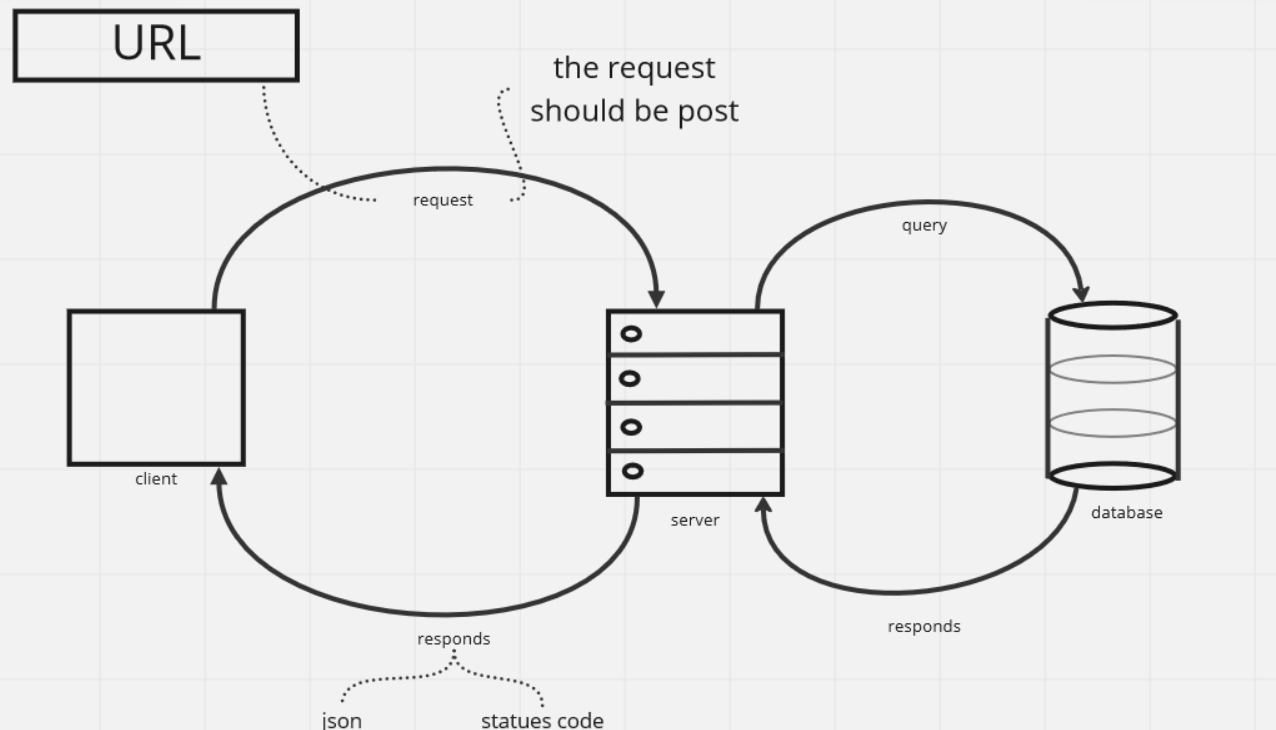 URL
the request
should be post
request
query
client
server
database
responds
responds
json
statues code